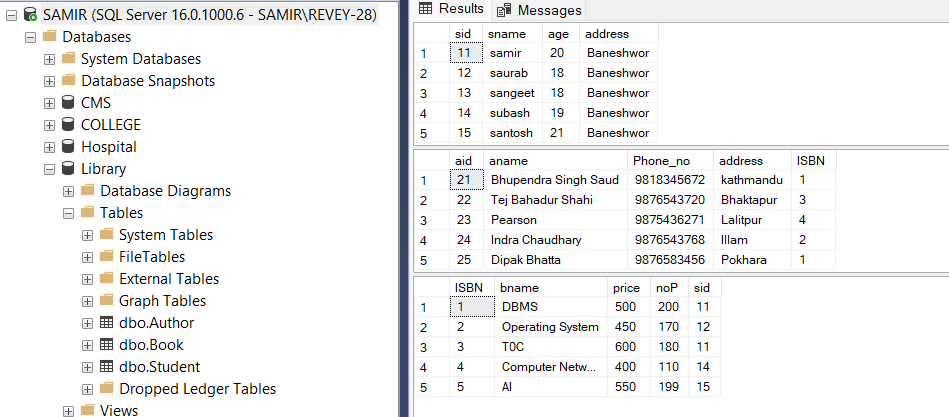 SAMIR (SQL Server 16.0.1000.6 - SAMIR\REVEY-28)
Databases
System Databases
Database Snapshots
CMS
COLLEGE
Hospital
Library
Database Diagrams
Tables
System Tables
FileTables
External Tables
Graph Tables
dbo.Author
dbo.Book
dbo.Student
Dropped Ledger Tables
Views
Results Messages
sid sname age address
1 11 samir 20 Baneshwor
2 12 saurab 18 Baneshwor
3 13 sangeet 18 Baneshwor
4 14 subash 19 Baneshwor
5 15 santosh 21 Baneshwor
aid aname Phone_no address ISBN
1 21 Bhupendra Singh Saud 9818345672 kathmandu 1
2 22 Tej Bahadur Shahi 9876543720 Bhaktapur 3
3 23 Pearson 9875436271 Lalitpur 4
4 24 Indra Chaudhary 9876543768 Illam 2
5 25 Dipak Bhatta 9876583456 Pokhara 1
ISBN bname price noP sid
1 1 DBMS 500 200 11
2 2 Operating System 450 170 12
3 3 T0C 600 180 11
4 4 Computer Netw... 400 110 14
5 5 AI 550 199 15